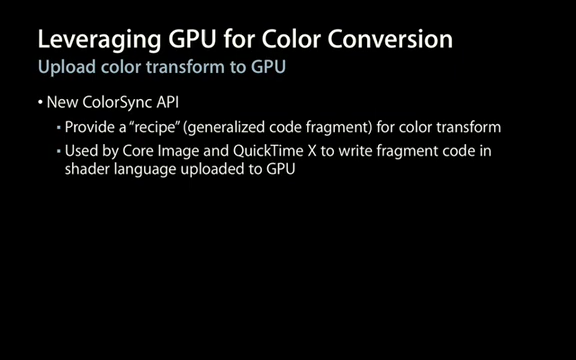 Leveraging GPU for Color Conversion
Upload color transform to GPU
• New ColorSync API
▪ Provide a “recipe” (generalized code fragment) for color transform
▪ Used by Core Image and QuickTime X to write fragment code in
shader language uploaded to GPU